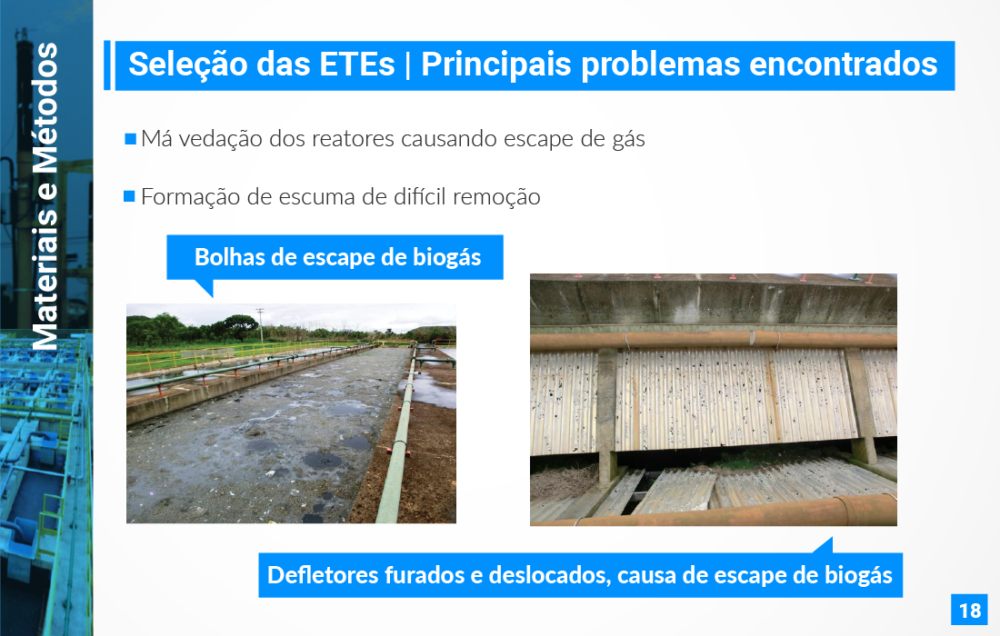 Materiais e Métodos
Seleção das ETEs | Principais problemas encontrados
Má vedação dos reatores causando escape de gás
Formação de escuma de difícil remoção
Bolhas de escape de biogás
Defletores furados e deslocados, causa de escape de biogás
18